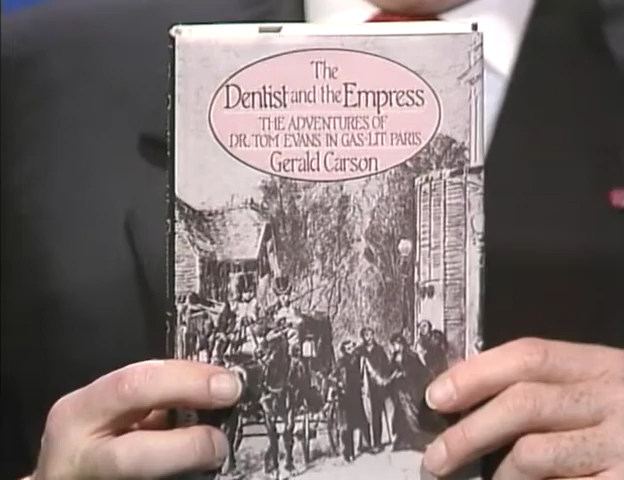 The
Dentist and the Empress
THE ADVENTURES OF
DR. TOM EVANS IN GAS-LIT PARIS
Gerald Carson